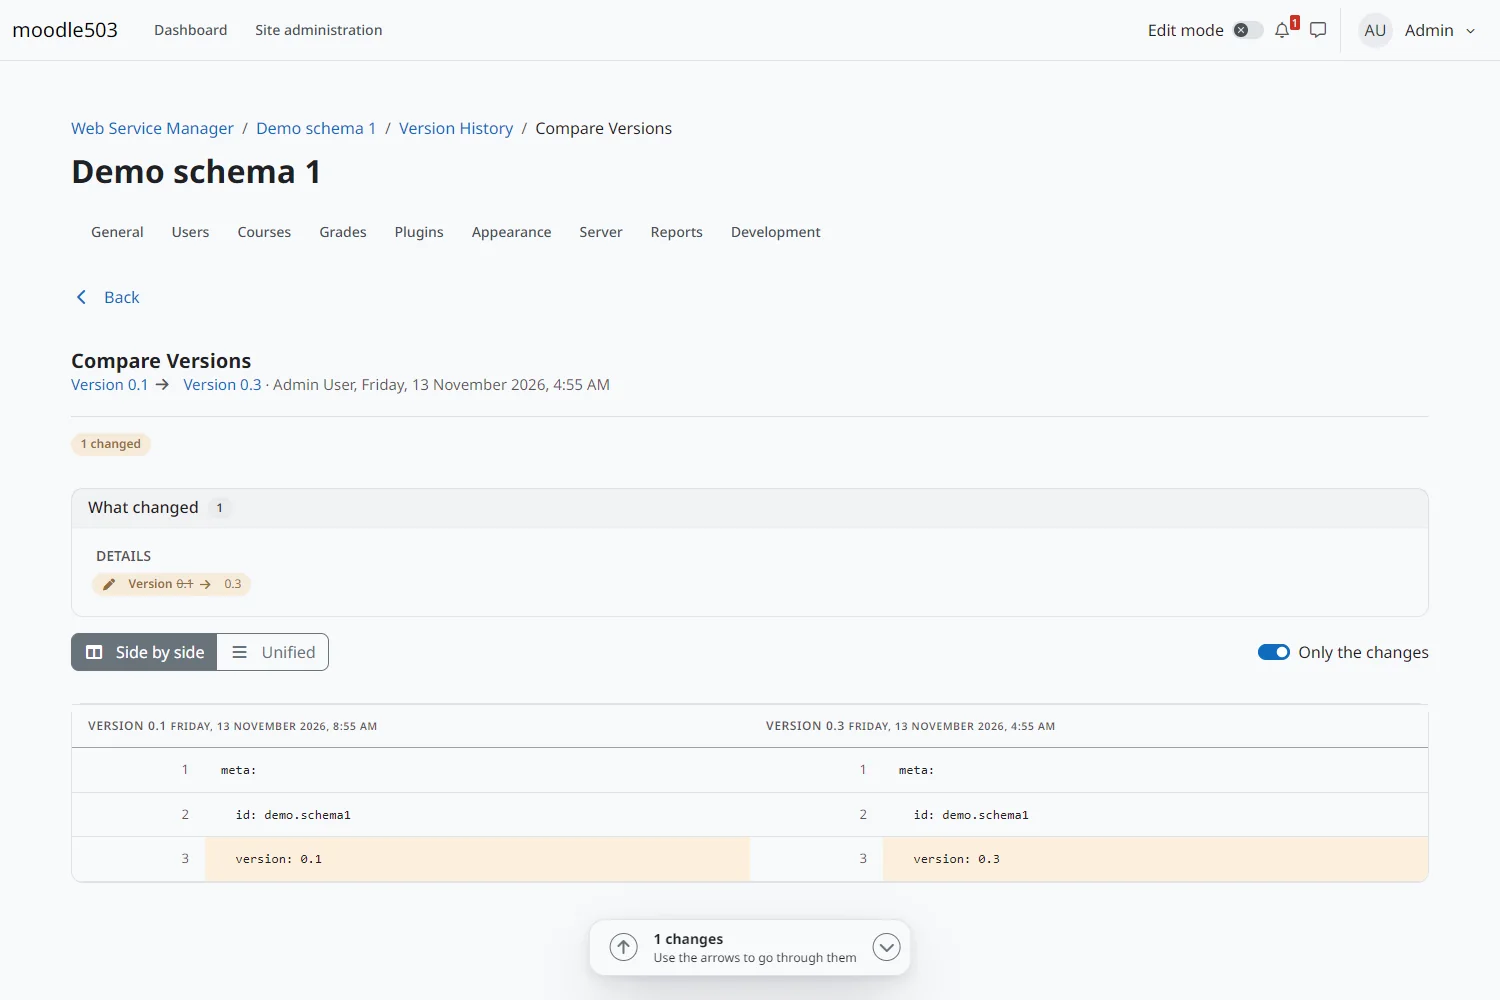 moodle503 Dashboard Site administration Edit mode 1 AU Admin
Web Service Manager / Demo schema 1 / Version History / Compare Versions
Demo schema 1
General Users Courses Grades Plugins Appearance Server Reports Development
Back
Compare Versions
Version 0.1 → Version 0.3 · Admin User, Friday, 13 November 2026, 4:55 AM
1 changed
What changed 1
DETAILS
Version 0.1 → 0.3
Side by side Unified Only the changes
VERSION 0.1 FRIDAY, 13 NOVEMBER 2026, 8:55 AM VERSION 0.3 FRIDAY, 13 NOVEMBER 2026, 4:55 AM
1 meta: 1 meta:
2 id: demo.schema1 2 id: demo.schema1
3 version: 0.1 3 version: 0.3
1 changes
Use the arrows to go through them